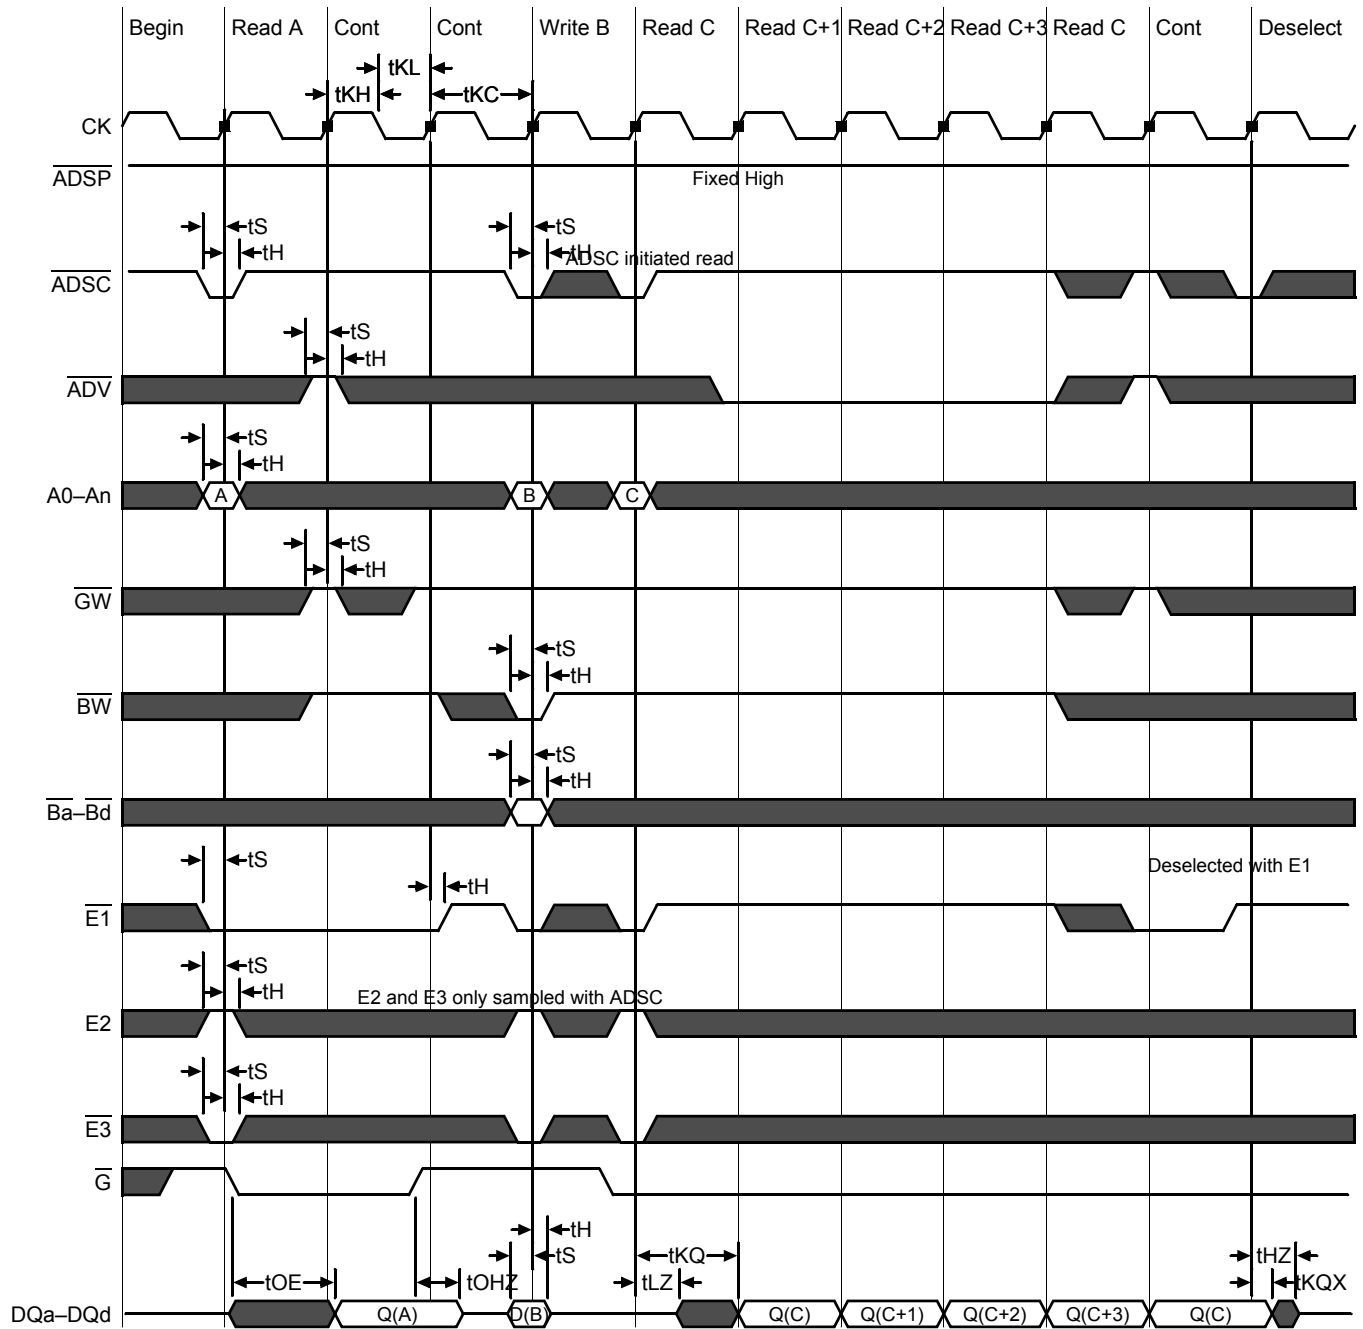 Begin Read A Cont Cont Write B Read C Read C+1 Read C+2 Read C+3 Read C Cont Deselect
tKL
tKH tKC
CK
ADSP
Fixed High
tS tS
tH tH
ADSC initiated read
ADSC
tS
tH
ADV
tS
tH
A0–An A B C
tS
tH
GW
tS
tH
BW
tS
tH
Ba–Bd
tS
Deselected with E1
tH
E1
tS
tH
E2 and E3 only sampled with ADSC
E2
tS
tH
E3
G
tH
tS tKQ tHZ
tOE tOHZ tLZ tKQX
DQa–DQd Q(A) D(B) Q(C) Q(C+1) Q(C+2) Q(C+3) Q(C)